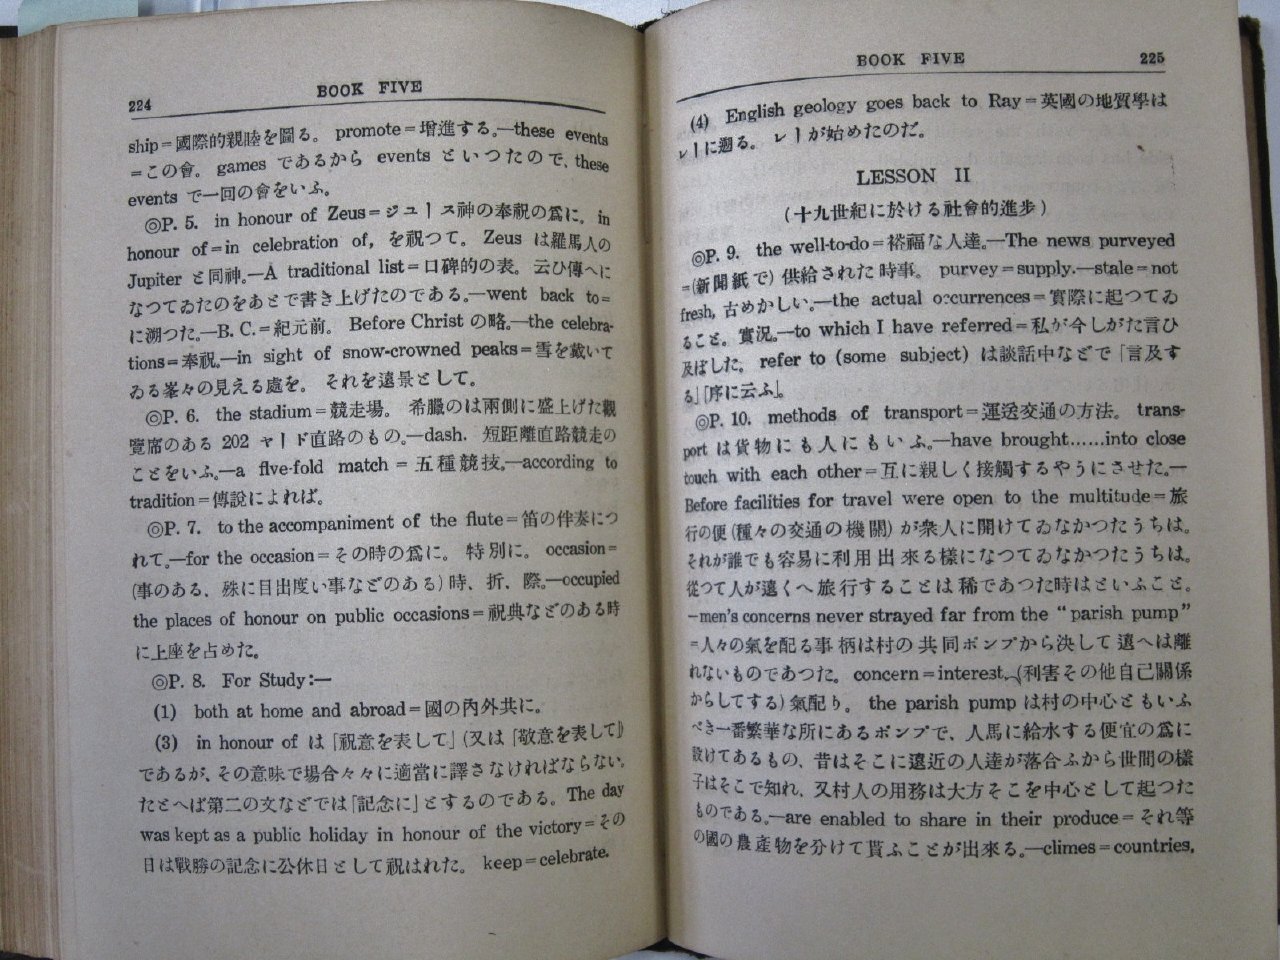 224
BOOK FIVE
ship=國際的親睦を圖る。 promote=增進する。—these events
=この會。 games であるから events といつたので、these
events で一回の會をいふ。
◎P. 5. in honour of Zeus=ジュース神の奉祝の爲に。in
honour of=in celebration of, を祝つて。 Zeus は羅馬人の
Jupiter と同神。—A traditional list=口碑的の表。 云ひ傳へに
なつてゐたのをあとで書き上げたのである。—went back to=
に溯つた。—B. C.=紀元前。 Before Christ の略。—the celebra-
tions=奉祝。—in sight of snow-crowned peaks=雪を戴いて
ゐる峯々の見える處を。 それを遠景として。
◎P. 6. the stadium=競走場。 希臘のは兩側に盛上げた觀
覽席のある 202 ヤード直路のもの。—dash. 短距離直路競走の
ことをいふ。—a five-fold match=五種競技。—according to
tradition=傳說によれば。
◎P. 7. to the accompaniment of the flute=笛の伴奏につ
れて。—for the occasion=その時の爲に。 特別に。 occasion=
(事のある、殊に目出度い事などのある)時、折、際。—occupied
the places of honour on public occasions=祝典などのある時
に上座を占めた。
◎P. 8. For Study:—
(1) both at home and abroad=國の內外共に。
(3) in honour of は「祝意を表して」(又は「敬意を表して」)
であるが、その意味で場合々々に適當に譯さなければならない。
たとへば第二の文などでは「記念に」とするのである。The day
was kept as a public holiday in honour of the victory=その
日は戰勝の記念に公休日として祝はれた。 keep=celebrate.
BOOK FIVE
225
(4) English geology goes back to Ray=英國の地質學は
レーに遡る。 レーが始めたのだ。
LESSON II
(十九世紀に於ける社會的進步)
◎P. 9. the well-to-do=裕福な人達。—The news purveyed
=(新聞紙で)供給された時事。 purvey=supply.—stale=not
fresh, 古めかしい。—the actual occurrences=實際に起つてゐ
ること。實況。—to which I have referred=私が今しがた言ひ
及ぼした。 refer to (some subject) は談話中などで「言及す
る」「序に云ふ」。
◎P. 10. methods of transport=運送交通の方法。 trans-
port は貨物にも人にもいふ。—have brought......into close
touch with each other=互に親しく接觸するやうにさせた。—
Before facilities for travel were open to the multitude=旅
行の便(種々の交通の機關)が衆人に開けてゐなかつたうちは。
それが誰でも容易に利用出來る樣になつてゐなかつたうちは。
從つて人が遠くへ旅行することは稀であつた時はといふこと。
—men's concerns never strayed far from the “parish pump”
=人々の氣を配る事柄は村の共同ポンプから決して遠へは離
れないものであつた。 concern=interest.—(利害その他自己關係
からしてする)氣配り。 the parish pump は村の中心ともいふ
べき一番繁華な所にあるポンプで、人馬に給水する便宜の爲に
設けてあるもの、昔はそこに遠近の人達が落合ふから世間の樣
子はそこで知れ、又村人の用務は大方そこを中心として起つた
ものである。—are enabled to share in their produce=それ等
の國の農產物を分けて貰ふことが出來る。—climes=countries.